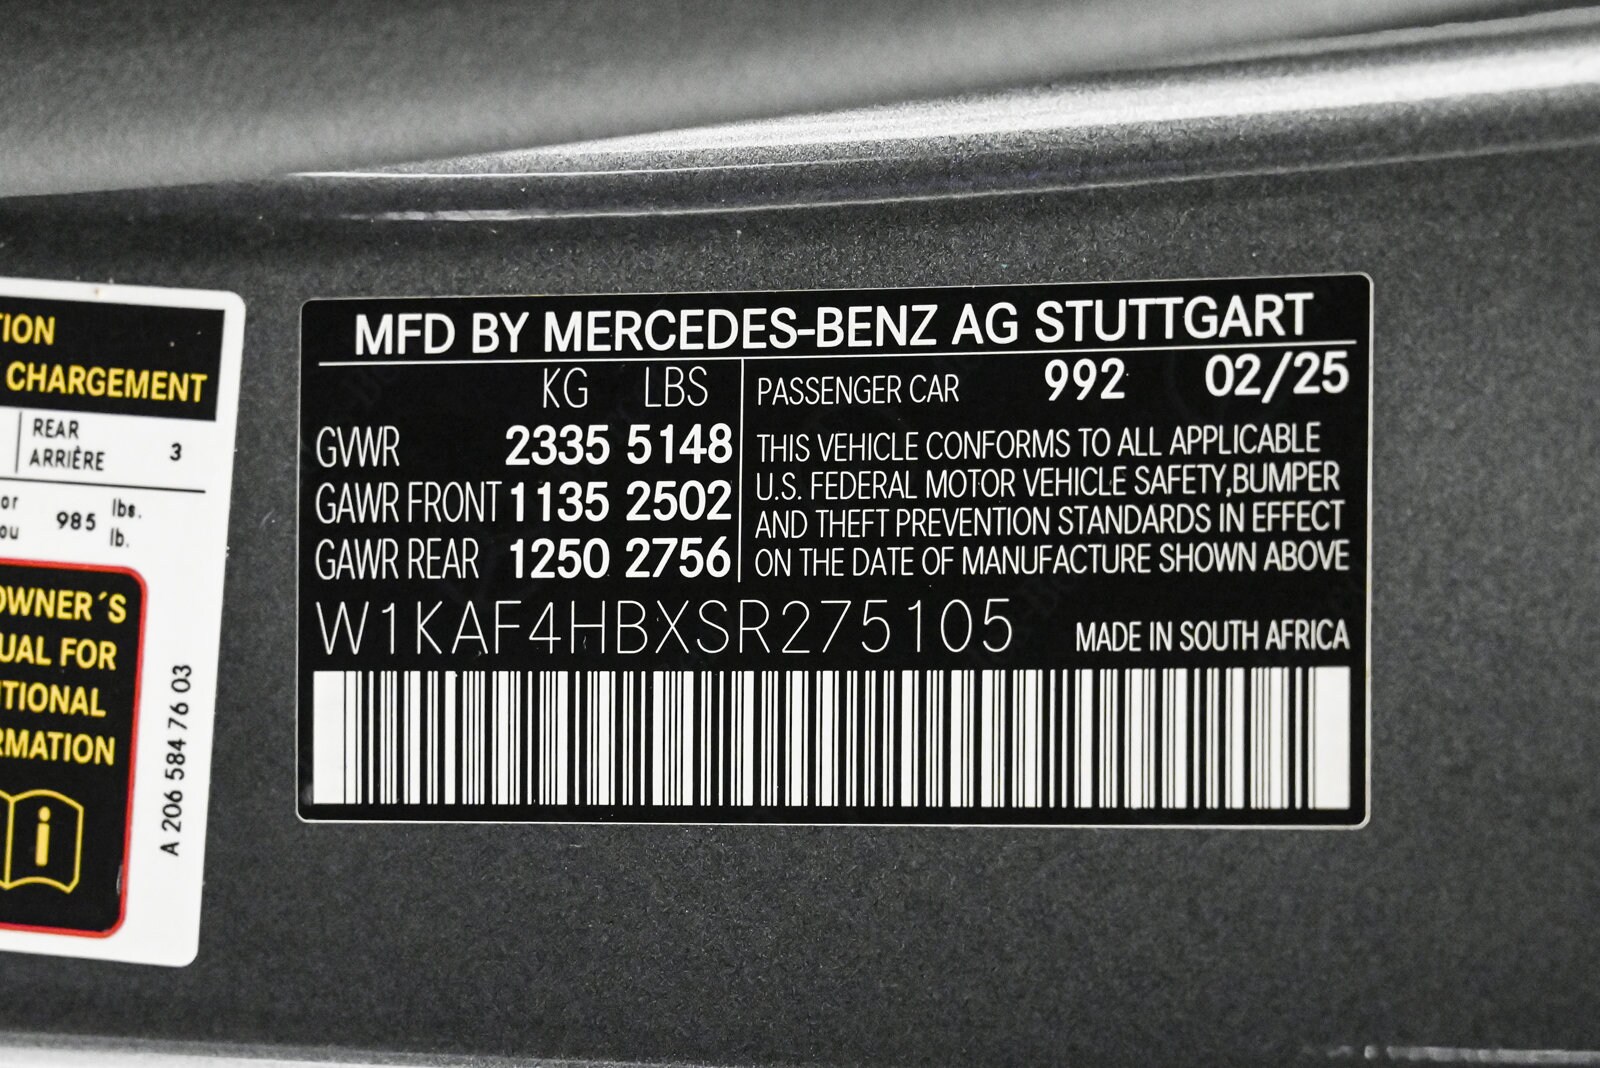 TION
CHARGEMENT
REAR
ARRIÈRE
3
or
ou
985
lbs.
lb.
OWNER´S
UAL FOR
ITIONAL
RMATION
i
A 206 584 76 03
MFD BY MERCEDES-BENZ AG STUTTGART
KG LBS
GVWR 2335 5148
GAWR FRONT 1135 2502
GAWR REAR 1250 2756
PASSENGER CAR 992 02/25
THIS VEHICLE CONFORMS TO ALL APPLICABLE
U.S. FEDERAL MOTOR VEHICLE SAFETY,BUMPER
AND THEFT PREVENTION STANDARDS IN EFFECT
ON THE DATE OF MANUFACTURE SHOWN ABOVE
W1KAF4HBXSR275105
MADE IN SOUTH AFRICA